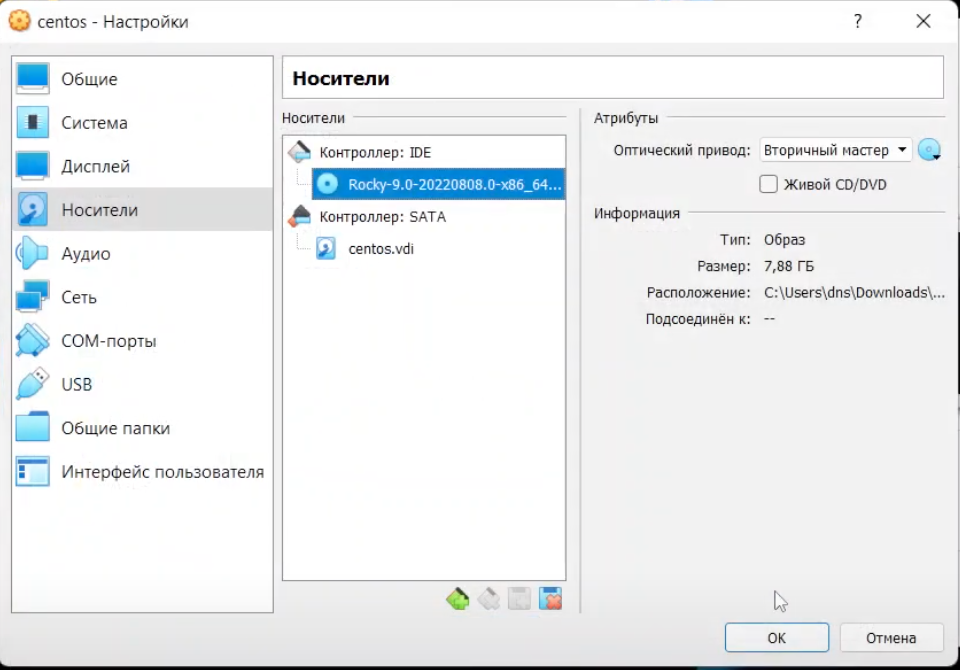 centos - Настройки
?
Общие
Система
Дисплей
Носители
Аудио
Сеть
COM-порты
USB
Общие папки
Интерфейс пользователя
Носители
Носители
Контроллер: IDE
Rocky-9.0-20220808.0-x86_64...
Контроллер: SATA
centos.vdi
Атрибуты
Оптический привод: Вторичный мастер
Живой CD/DVD
Информация
Тип: Образ
Размер: 7,88 ГБ
Расположение: C:\Users\dns\Downloads\...
Подсоединён к: --
OK
Отмена